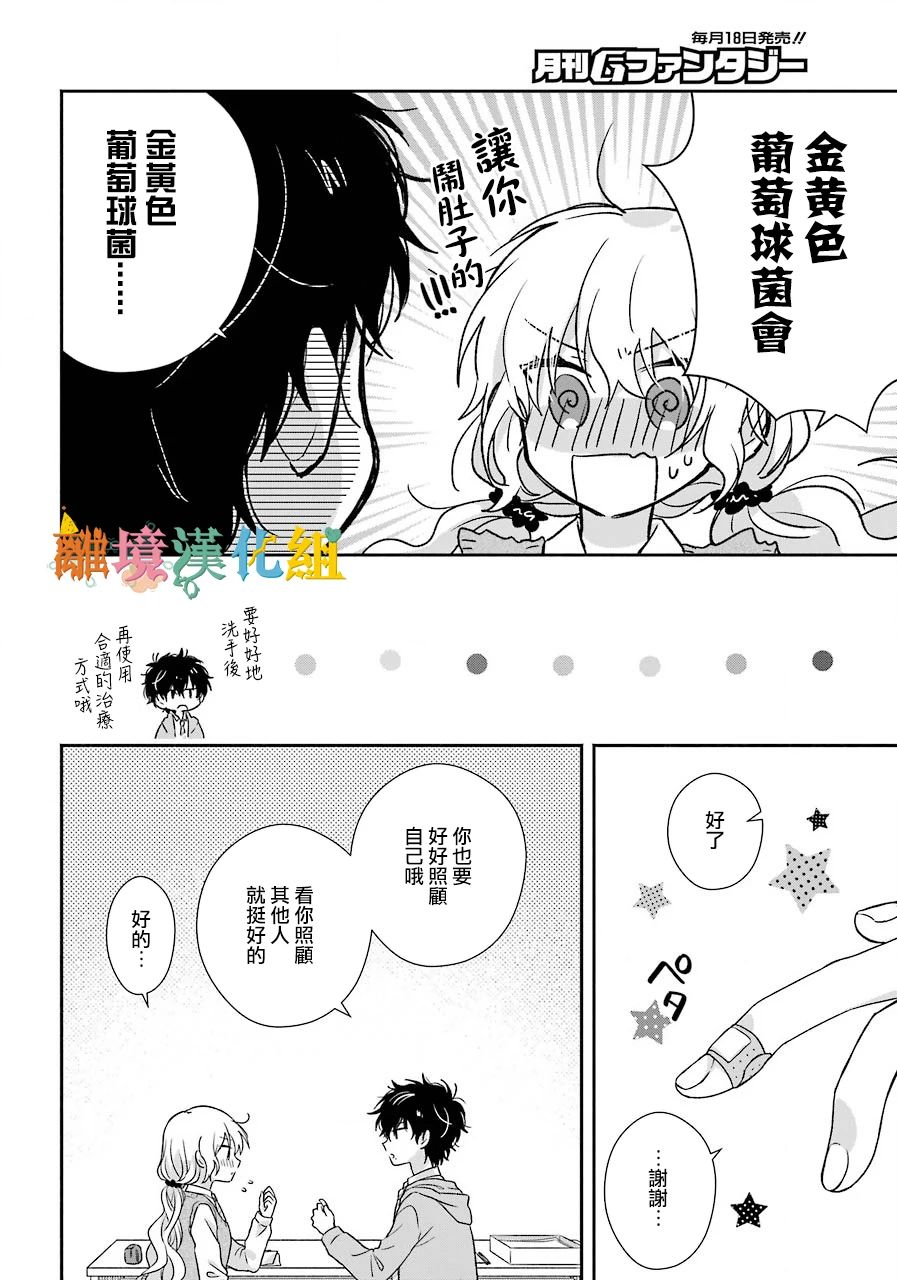 毎月18日発売!!
月刊Gファンタジー
金黃色
葡萄球菌會
讓你
鬧肚子的
!!!
金黃色
葡萄球菌……
離境漢化組
要好好地
洗手後
再使用
合適的治療
方式哦
好了
ペタ
…謝謝…
你也要
好好照顧
自己哦
看你照顧
其他人
就挺好的
好的…